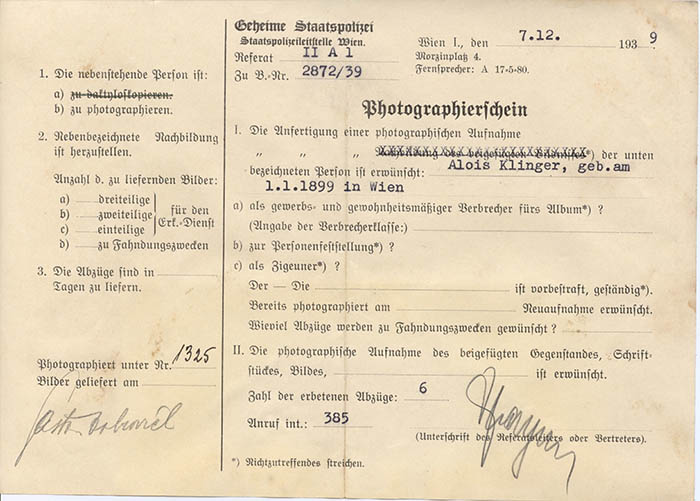 Geheime Staatspolizei
Staatspolizeileitstelle Wien.
Referat II A 1
Zu B.-Nr. 2872/39
Wien I., den 7.12. 1939
Morzinplatz 4.
Fernsprecher: A 17-5-80.
1. Die nebenstehende Person ist:
a) zu daktyloskopieren.
b) zu photographieren.
2. Nebenbezeichnete Nachbildung
ist herzustellen.
Anzahl d. zu liefernden Bilder:
a) dreiteilige
b) zweiteilige
c) einteilige
für den
Erk.-Dienst
d) zu Fahndungszwecken
3. Die Abzüge sind in
Tagen zu liefern.
Photographiert unter Nr. 1325
Bilder geliefert am
Photographierschein
I. Die Anfertigung einer photographischen Aufnahme
„ „ „ Nachbildung des beigefügten Bildnisses*) der unten
bezeichneten Person ist erwünscht: Alois Klinger, geb.am
1.1.1899 in Wien
a) als gewerbs- und gewohnheitsmäßiger Verbrecher fürs Album*) ?
(Angabe der Verbrecherklasse:)
b) zur Personenfeststellung*) ?
c) als Zigeuner*) ?
Der — Die ist vorbestraft, geständig*).
Bereits photographiert am Neuaufnahme erwünscht.
Wieviel Abzüge werden zu Fahndungszwecken gewünscht ?
II. Die photographische Aufnahme des beigefügten Gegenstandes, Schrift-
stückes, Bildes, ist erwünscht.
Zahl der erbetenen Abzüge: 6
Anruf int.: 385
(Unterschrift des Referatsleiters oder Vertreters).
*) Nichtzutreffendes streichen.